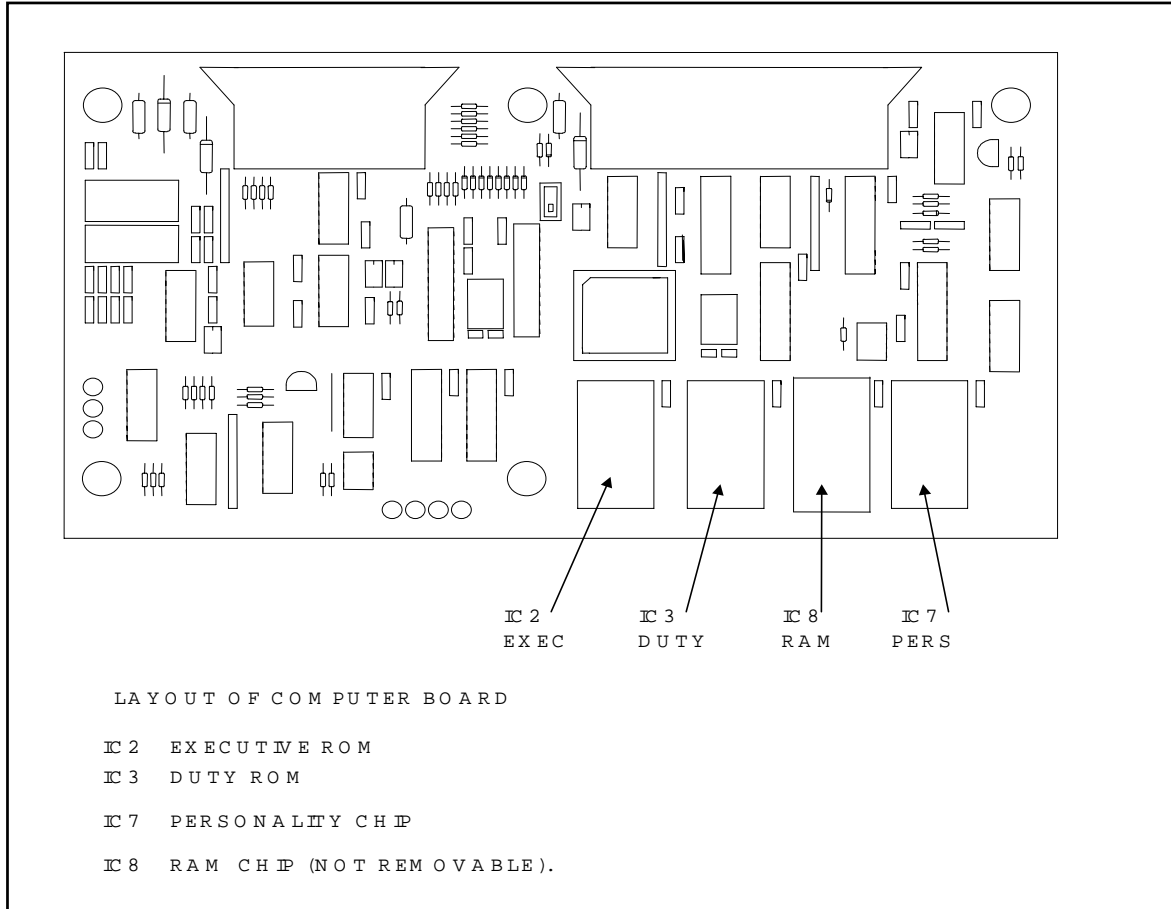 IC 2 IC 3 IC 8 IC 7
EXEC DUTY RAM PERS
LAYOUT OF COMPUTER BOARD
IC 2 EXECUTIVE ROM
IC 3 DUTY ROM
IC 7 PERSONALITY CHIP
IC 8 RAM CHIP (NOT REMOVABLE).